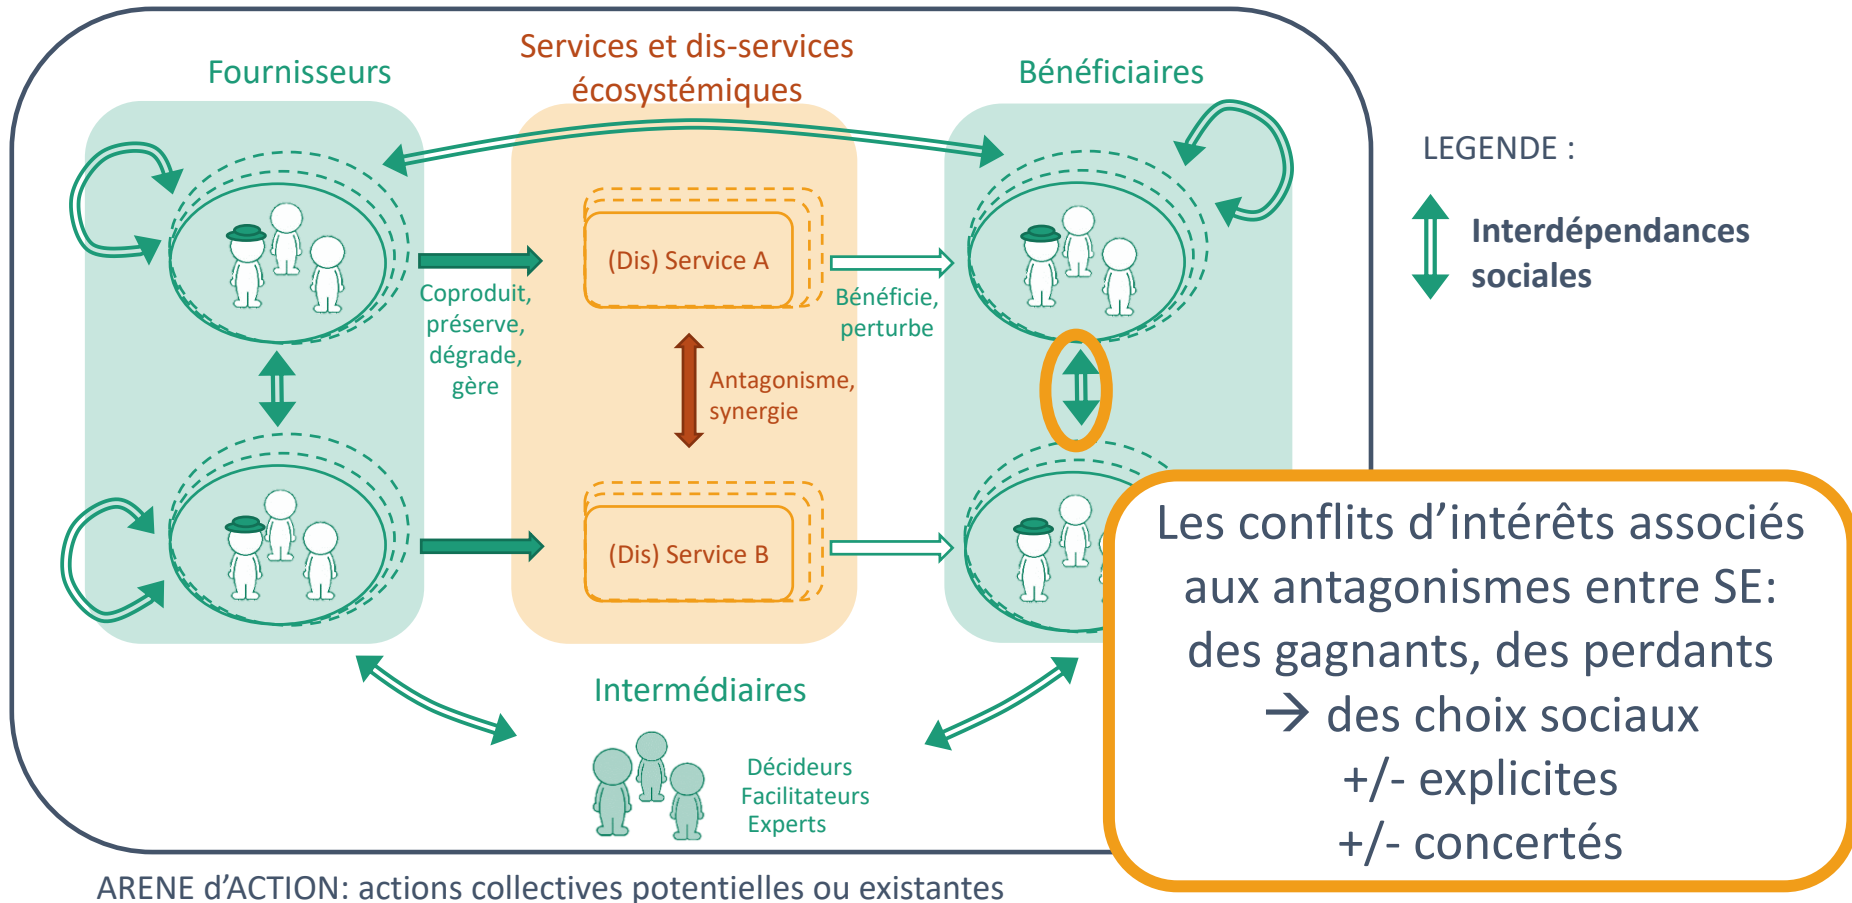 Services et dis-services
écosystémiques
Fournisseurs
Bénéficiaires
LEGENDE :
Interdépendances
sociales
(Dis) Service A
Coproduit,
préserve,
dégrade,
gère
Bénéficie,
perturbe
Antagonisme,
synergie
(Dis) Service B
Les conflits d’intérêts associés
aux antagonismes entre SE:
des gagnants, des perdants
→ des choix sociaux
+/- explicites
+/- concertés
Intermédiaires
Décideurs
Facilitateurs
Experts
ARENE d’ACTION: actions collectives potentielles ou existantes